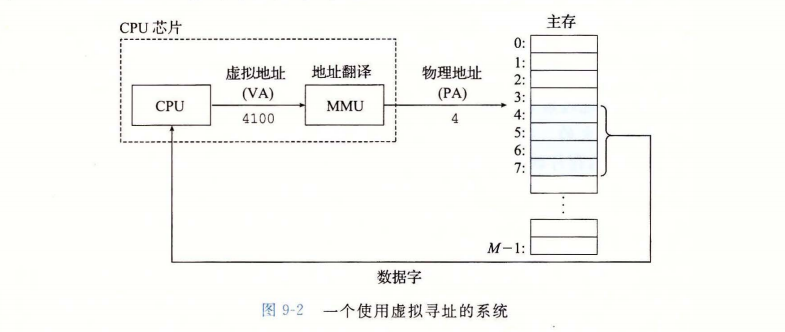 CPU 芯片
主存
虚拟地址
(VA)
4100
地址翻译
物理地址
(PA)
4
CPU
MMU
0:
1:
2:
3:
4:
5:
6:
7:
⋮
M−1:
数据字
图 9-2 一个使用虚拟寻址的系统